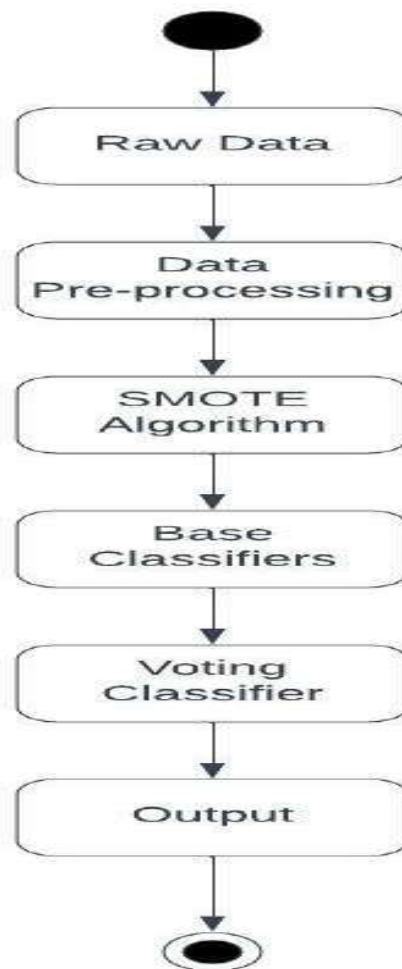 Raw Data
Data
Pre-processing
SMOTE
Algorithm
Base
Classifiers
Voting
Classifier
Output